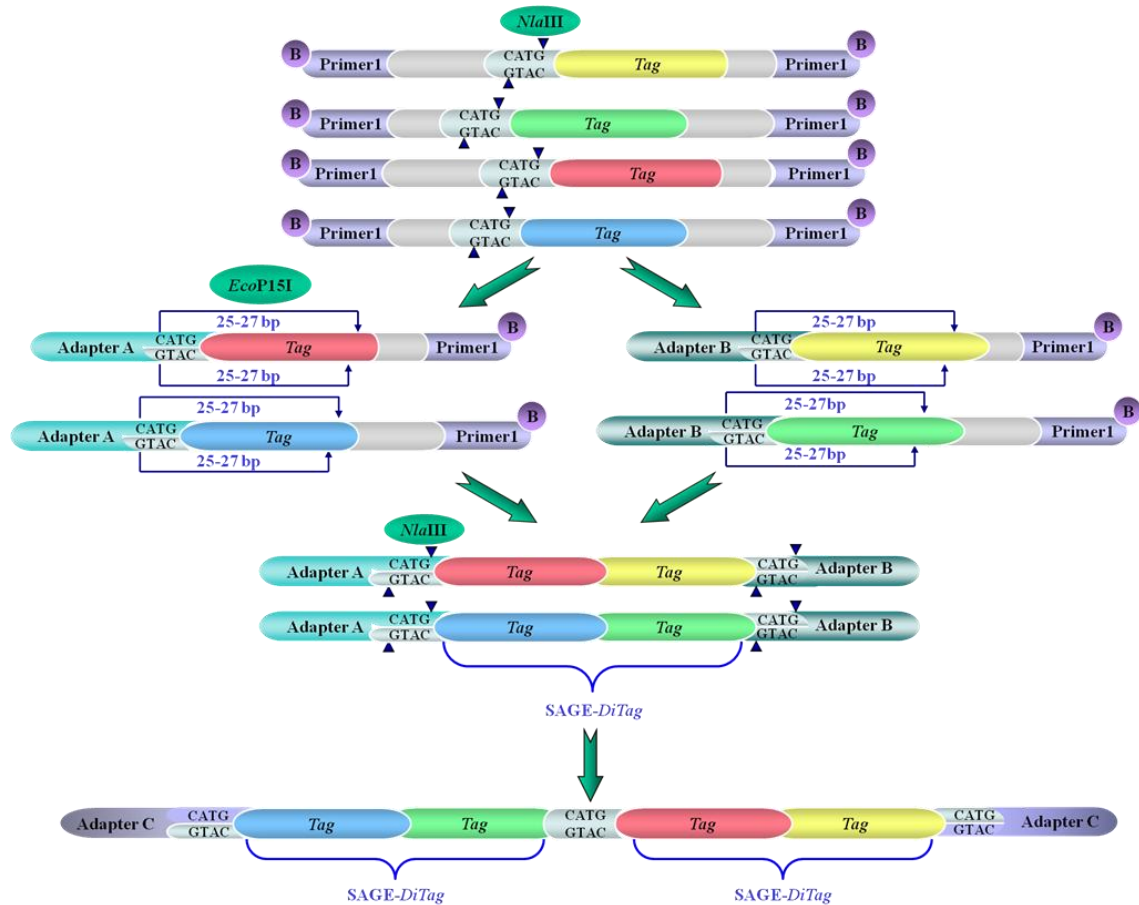 NlaIII
B Primer1 CATG Tag Primer1 B
GTAC
B Primer1 CATG Tag Primer1 B
GTAC
B Primer1 CATG Tag Primer1 B
GTAC
B Primer1 CATG Tag Primer1 B
GTAC
EcoP15I
25-27 bp
Adapter A CATG Tag Primer1 B
GTAC
25-27 bp
25-27 bp
Adapter B CATG Tag Primer1 B
GTAC
25-27 bp
25-27 bp
Adapter A CATG Tag Primer1 B
GTAC
25-27 bp
25-27bp
Adapter B CATG Tag Primer1 B
GTAC
25-27bp
NlaIII
Adapter A CATG Tag Tag CATG Adapter B
GTAC GTAC
Adapter A CATG Tag Tag CATG Adapter B
GTAC GTAC
SAGE-DiTag
Adapter C CATG Tag Tag CATG Tag Tag CATG Adapter C
GTAC GTAC GTAC
SAGE-DiTag SAGE-DiTag